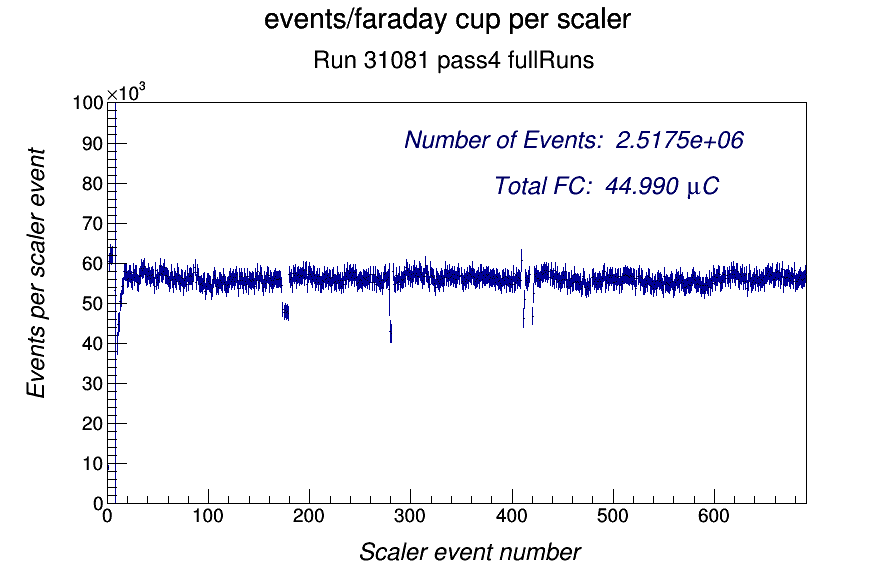 events/faraday cup per scaler
Run 31081 pass4 fullRuns
×10³
100
90
80
70
60
50
40
30
20
10
0
Number of Events: 2.5175e+06
Total FC: 44.990 μC
Events per scaler event
0 100 200 300 400 500 600
Scaler event number